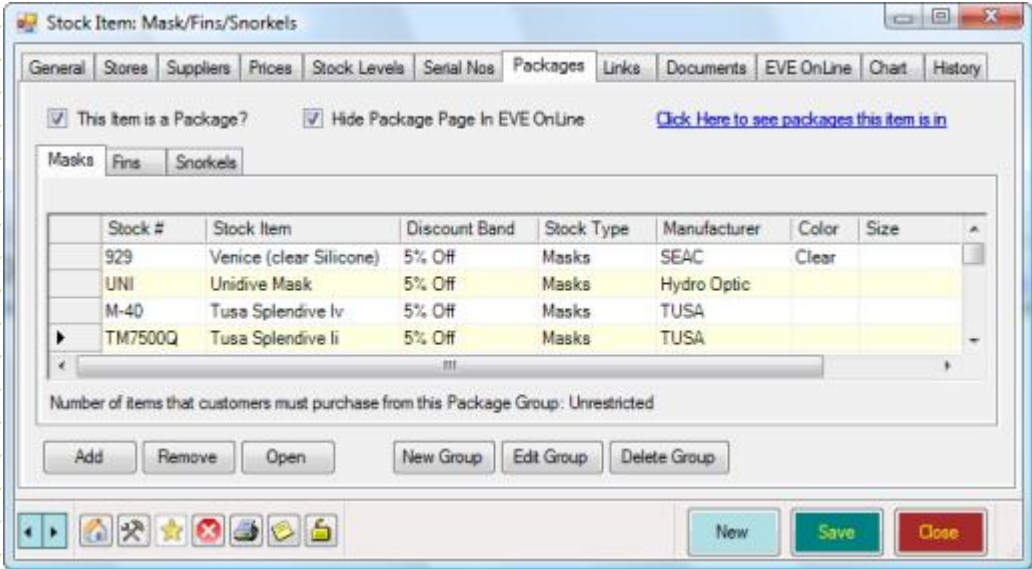 Stock Item: Mask/Fins/Snorkels
General Stores Suppliers Prices Stock Levels Serial Nos Packages Links Documents EVE OnLine Chart History
This Item is a Package? Hide Package Page In EVE OnLine Click Here to see packages this item is in
Masks Fins Snorkels
Stock # Stock Item Discount Band Stock Type Manufacturer Color Size
929 Venice (clear Silicone) 5% Off Masks SEAC Clear
UNI Unidive Mask 5% Off Masks Hydro Optic
M-40 Tusa Splendive Iv 5% Off Masks TUSA
TM7500Q Tusa Splendive Ii 5% Off Masks TUSA
Number of items that customers must purchase from this Package Group: Unrestricted
Add Remove Open New Group Edit Group Delete Group
New Save Close